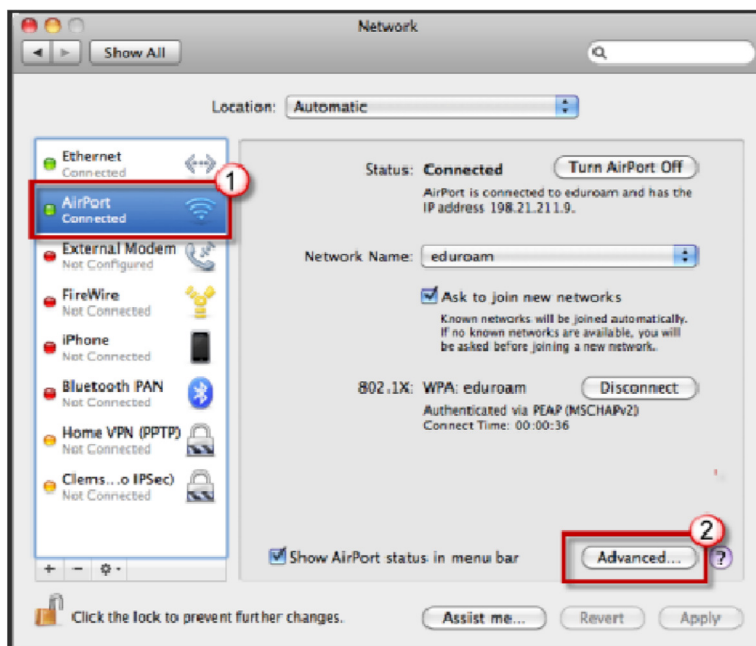 Network
Show All
Location: Automatic
Ethernet
Connected
1
AirPort
Connected
External Modem
Not Configured
FireWire
Not Connected
iPhone
Not Connected
Bluetooth PAN
Not Connected
Home VPN (PPTP)
Not Connected
Clems...o IPSec)
Not Connected
Status: Connected Turn AirPort Off
AirPort is connected to eduroam and has the
IP address 198.21.211.9.
Network Name: eduroam
Ask to join new networks
Known networks will be joined automatically.
If no known networks are available, you will
be asked before joining a new network.
802.1X: WPA: eduroam Disconnect
Authenticated via PEAP (MSCHAPv2)
Connect Time: 00:00:36
2
Show AirPort status in menu bar Advanced... ?
Click the lock to prevent further changes. Assist me... Revert Apply